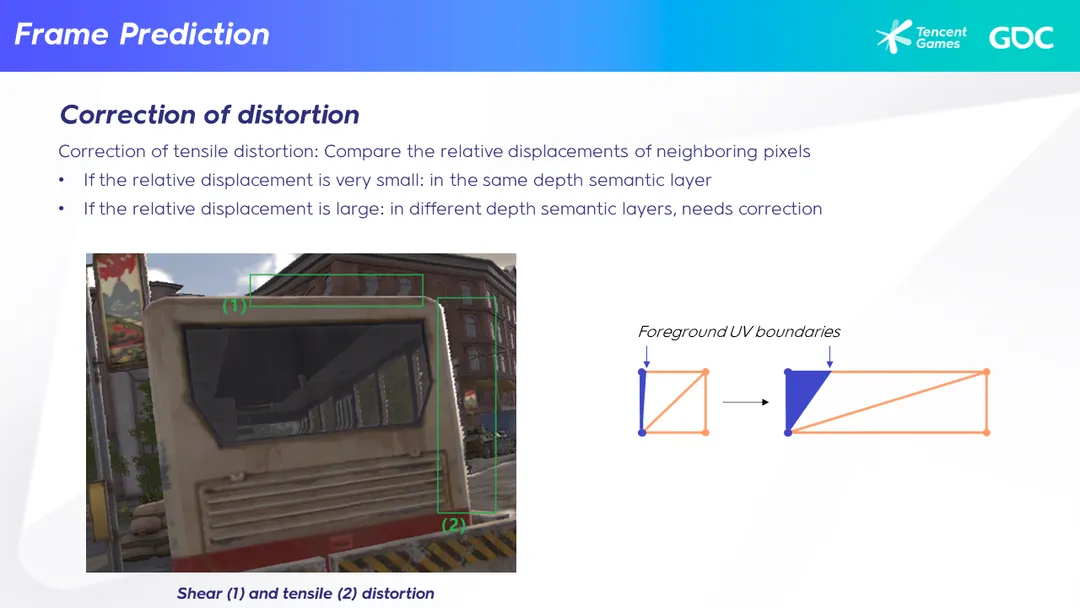 Frame Prediction
Tencent
Games
GDC
Correction of distortion
Correction of tensile distortion: Compare the relative displacements of neighboring pixels
• If the relative displacement is very small: in the same depth semantic layer
• If the relative displacement is large: in different depth semantic layers, needs correction
(1)
(2)
Foreground UV boundaries
Shear (1) and tensile (2) distortion